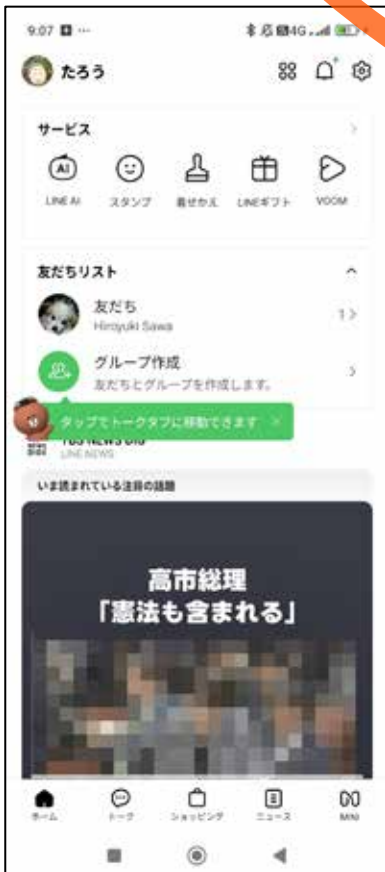 9:07
4G
たろう
サービス
LINE AI
スタンプ
着せかえ
LINEギフト
VOOM
友だちリスト
友だち
Hiroyuki Sawa
1
グループ作成
友だちとグループを作成します。
タップでトークタブに移動できます ×
TBS NEWS DIG
LINE NEWS
いま読まれている注目の話題
高市総理
「憲法も含まれる」
ホーム
トーク
ショッピング
ニュース
MINI